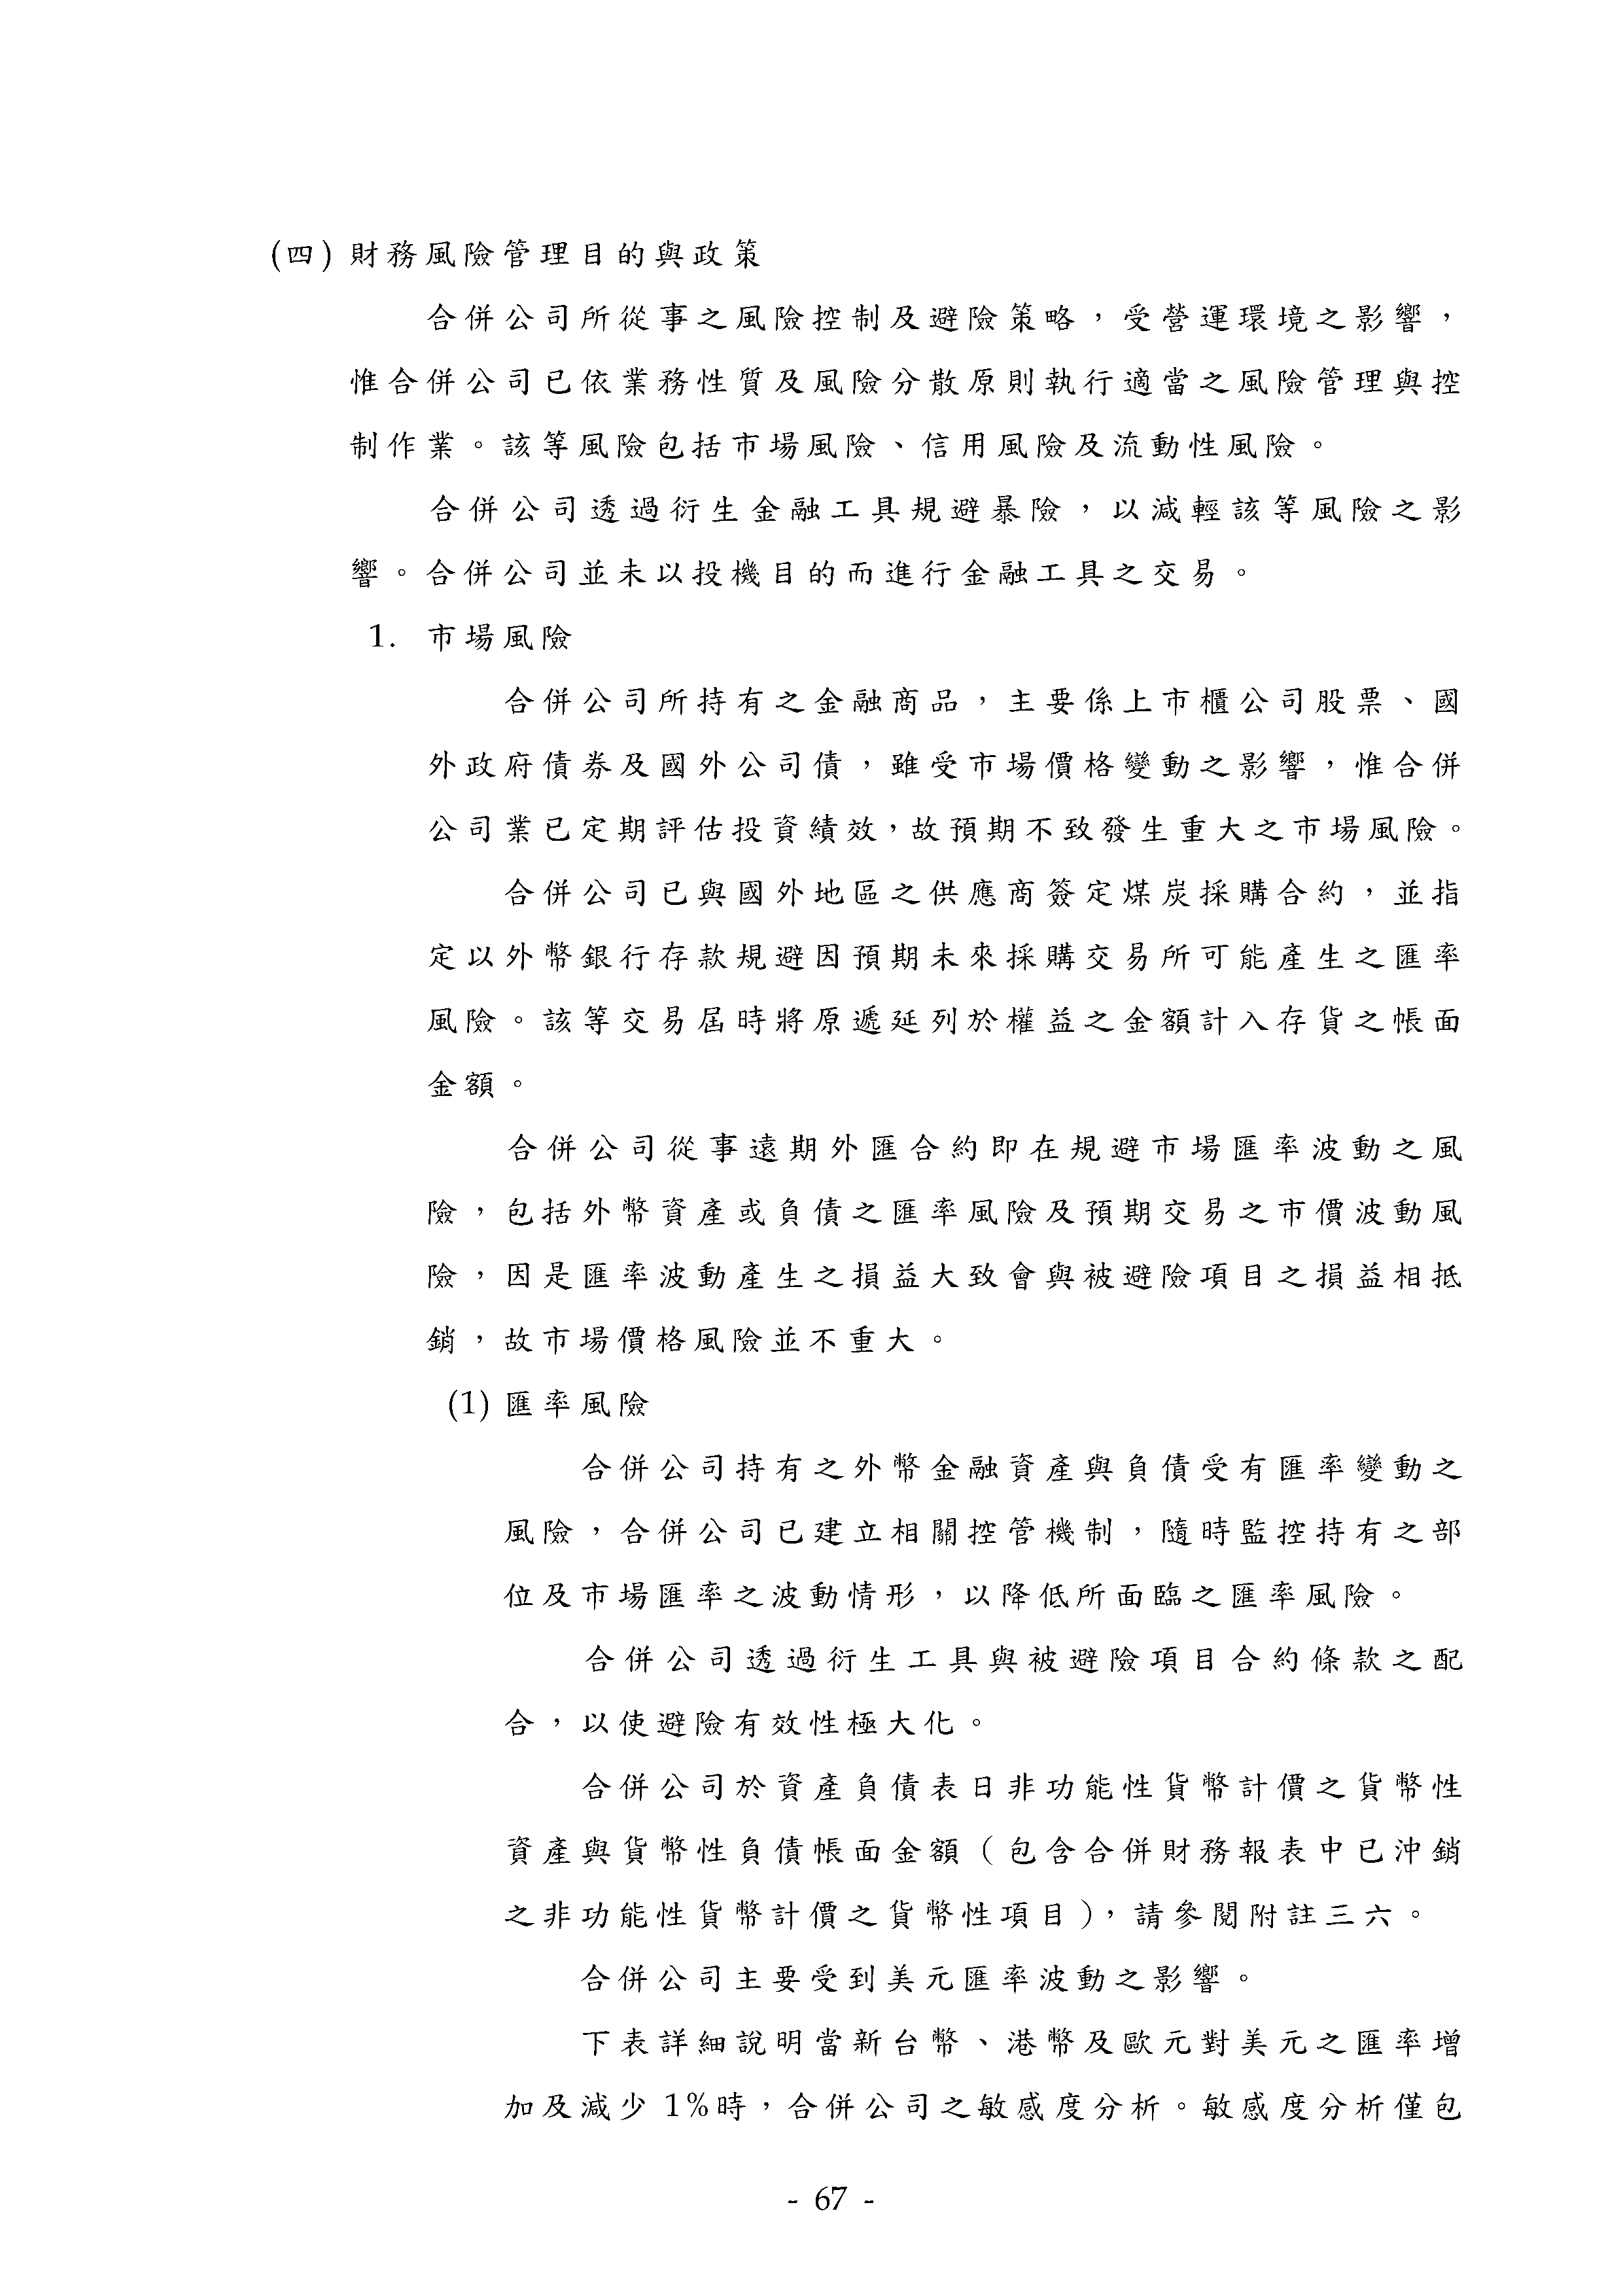 (四) 財務風險管理目的與政策
合併公司所從事之風險控制及避險策略，受營運環境之影響，
惟合併公司已依業務性質及風險分散原則執行適當之風險管理與控
制作業。該等風險包括市場風險、信用風險及流動性風險。
合併公司透過衍生金融工具規避暴險，以減輕該等風險之影
響。合併公司並未以投機目的而進行金融工具之交易。
1. 市場風險
合併公司所持有之金融商品，主要係上市櫃公司股票、國
外政府債券及國外公司債，雖受市場價格變動之影響，惟合併
公司業已定期評估投資績效，故預期不致發生重大之市場風險。
合併公司已與國外地區之供應商簽定煤炭採購合約，並指
定以外幣銀行存款規避因預期未來採購交易所可能產生之匯率
風險。該等交易屆時將原遞延列於權益之金額計入存貨之帳面
金額。
合併公司從事遠期外匯合約即在規避市場匯率波動之風
險，包括外幣資產或負債之匯率風險及預期交易之市價波動風
險，因是匯率波動產生之損益大致會與被避險項目之損益相抵
銷，故市場價格風險並不重大。
(1) 匯率風險
合併公司持有之外幣金融資產與負債受有匯率變動之
風險，合併公司已建立相關控管機制，隨時監控持有之部
位及市場匯率之波動情形，以降低所面臨之匯率風險。
合併公司透過衍生工具與被避險項目合約條款之配
合，以使避險有效性極大化。
合併公司於資產負債表日非功能性貨幣計價之貨幣性
資產與貨幣性負債帳面金額（包含合併財務報表中已沖銷
之非功能性貨幣計價之貨幣性項目），請參閱附註三六。
合併公司主要受到美元匯率波動之影響。
下表詳細說明當新台幣、港幣及歐元對美元之匯率增
加及減少 1%時，合併公司之敏感度分析。敏感度分析僅包
- 67 -